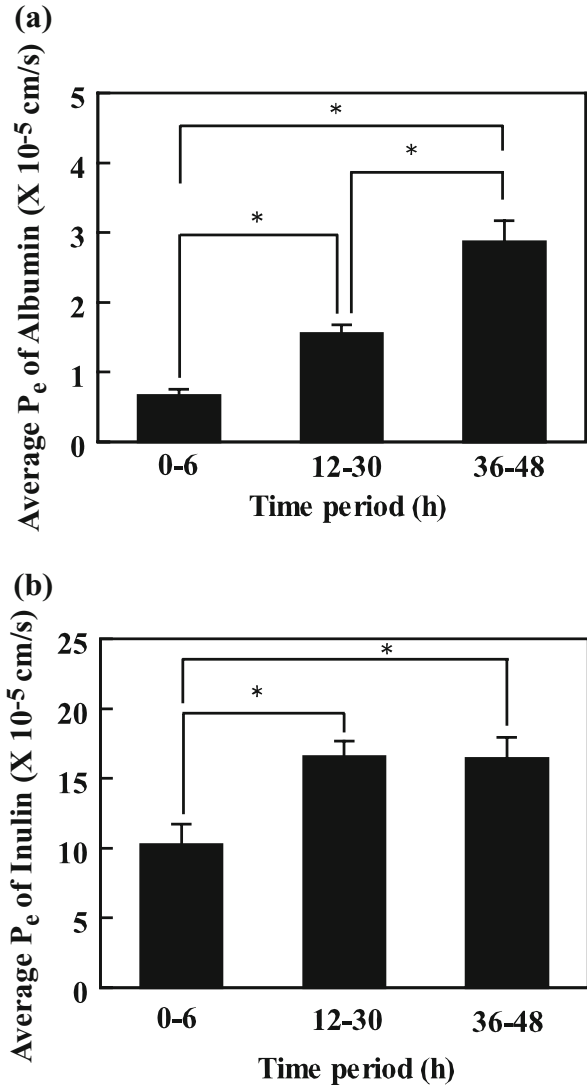 (a)
Average Pe of Albumin (X 10-5 cm/s)
5
4
3
2
1
0
*
*
*
0-6 12-30 36-48
Time period (h)
(b)
Average Pe of Inulin (X 10-5 cm/s)
25
20
15
10
5
0
*
*
0-6 12-30 36-48
Time period (h)